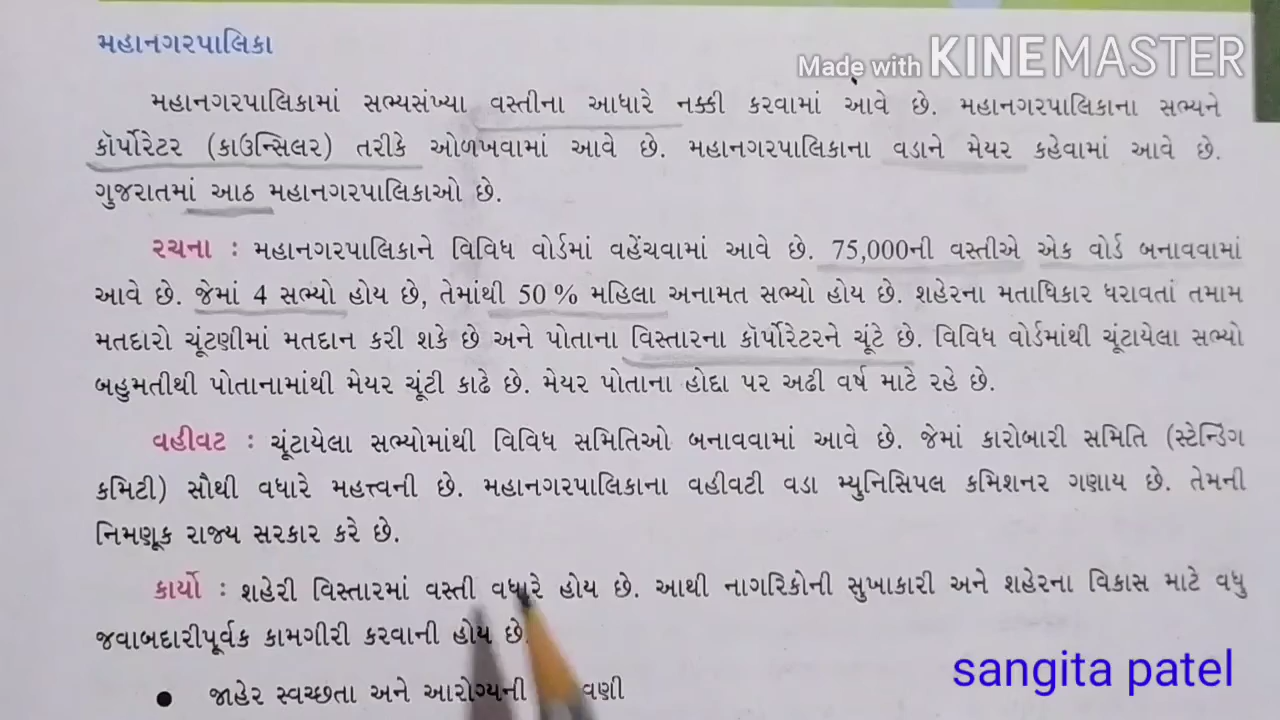 મહાનગરપાલિકા
Made with KINEMASTER
મહાનગરપાલિકામાં સભ્યસંખ્યા વસ્તીના આધારે નક્કી કરવામાં આવે છે. મહાનગરપાલિકાના સભ્યને
કૉર્પોરેટર (કાઉન્સિલર) તરીકે ઓળખવામાં આવે છે. મહાનગરપાલિકાના વડાને મેયર કહેવામાં આવે છે.
ગુજરાતમાં આઠ મહાનગરપાલિકાઓ છે.
રચના : મહાનગરપાલિકાને વિવિધ વોર્ડમાં વહેંચવામાં આવે છે. 75,000ની વસ્તીએ એક વોર્ડ બનાવવામાં
આવે છે. જેમાં 4 સભ્યો હોય છે, તેમાંથી 50 % મહિલા અનામત સભ્યો હોય છે. શહેરના મતાધિકાર ધરાવતાં તમામ
મતદારો ચૂંટણીમાં મતદાન કરી શકે છે અને પોતાના વિસ્તારના કૉર્પોરેટરને ચૂંટે છે. વિવિધ વોર્ડમાંથી ચૂંટાયેલા સભ્યો
બહુમતીથી પોતાનામાંથી મેયર ચૂંટી કાઢે છે. મેયર પોતાના હોદ્દા પર અઢી વર્ષ માટે રહે છે.
વહીવટ : ચૂંટાયેલા સભ્યોમાંથી વિવિધ સમિતિઓ બનાવવામાં આવે છે. જેમાં કારોબારી સમિતિ (સ્ટેન્ડિંગ
કમિટી) સૌથી વધારે મહત્ત્વની છે. મહાનગરપાલિકાના વહીવટી વડા મ્યુનિસિપલ કમિશનર ગણાય છે. તેમની
નિમણૂક રાજ્ય સરકાર કરે છે.
કાર્યો : શહેરી વિસ્તારમાં વસ્તી વધારે હોય છે. આથી નાગરિકોની સુખાકારી અને શહેરના વિકાસ માટે વધુ
જવાબદારીપૂર્વક કામગીરી કરવાની હોય છે.
● જાહેર સ્વચ્છતા અને આરોગ્યની
sangita patel